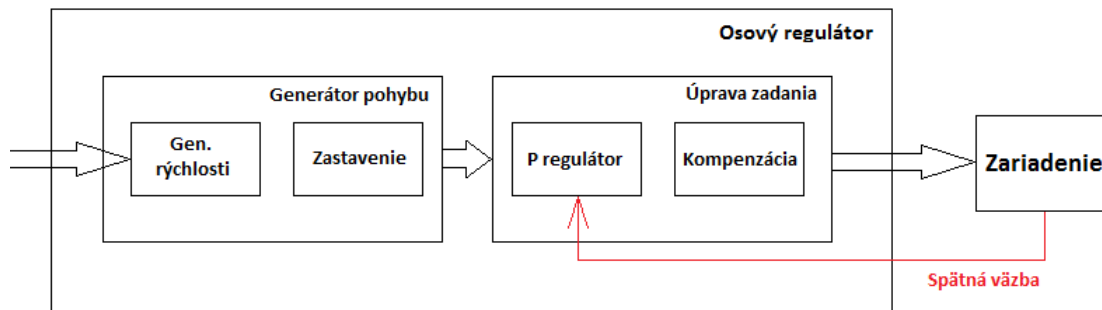 Osový regulátor
Generátor pohybu
Úprava zadania
Gen.
rýchlosti
Zastavenie
P regulátor
Kompenzácia
Zariadenie
Spätná väzba